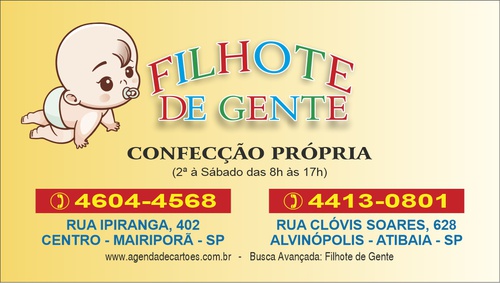 FILHOTE
DE GENTE
CONFECÇÃO PRÓPRIA
(2ª à Sábado das 8h às 17h)
4604-4568
RUA IPIRANGA, 402
CENTRO - MAIRIPORÃ - SP
4413-0801
RUA CLÓVIS SOARES, 628
ALVINÓPOLIS - ATIBAIA - SP
www.agendadecartoes.com.br - Busca Avançada: Filhote de Gente